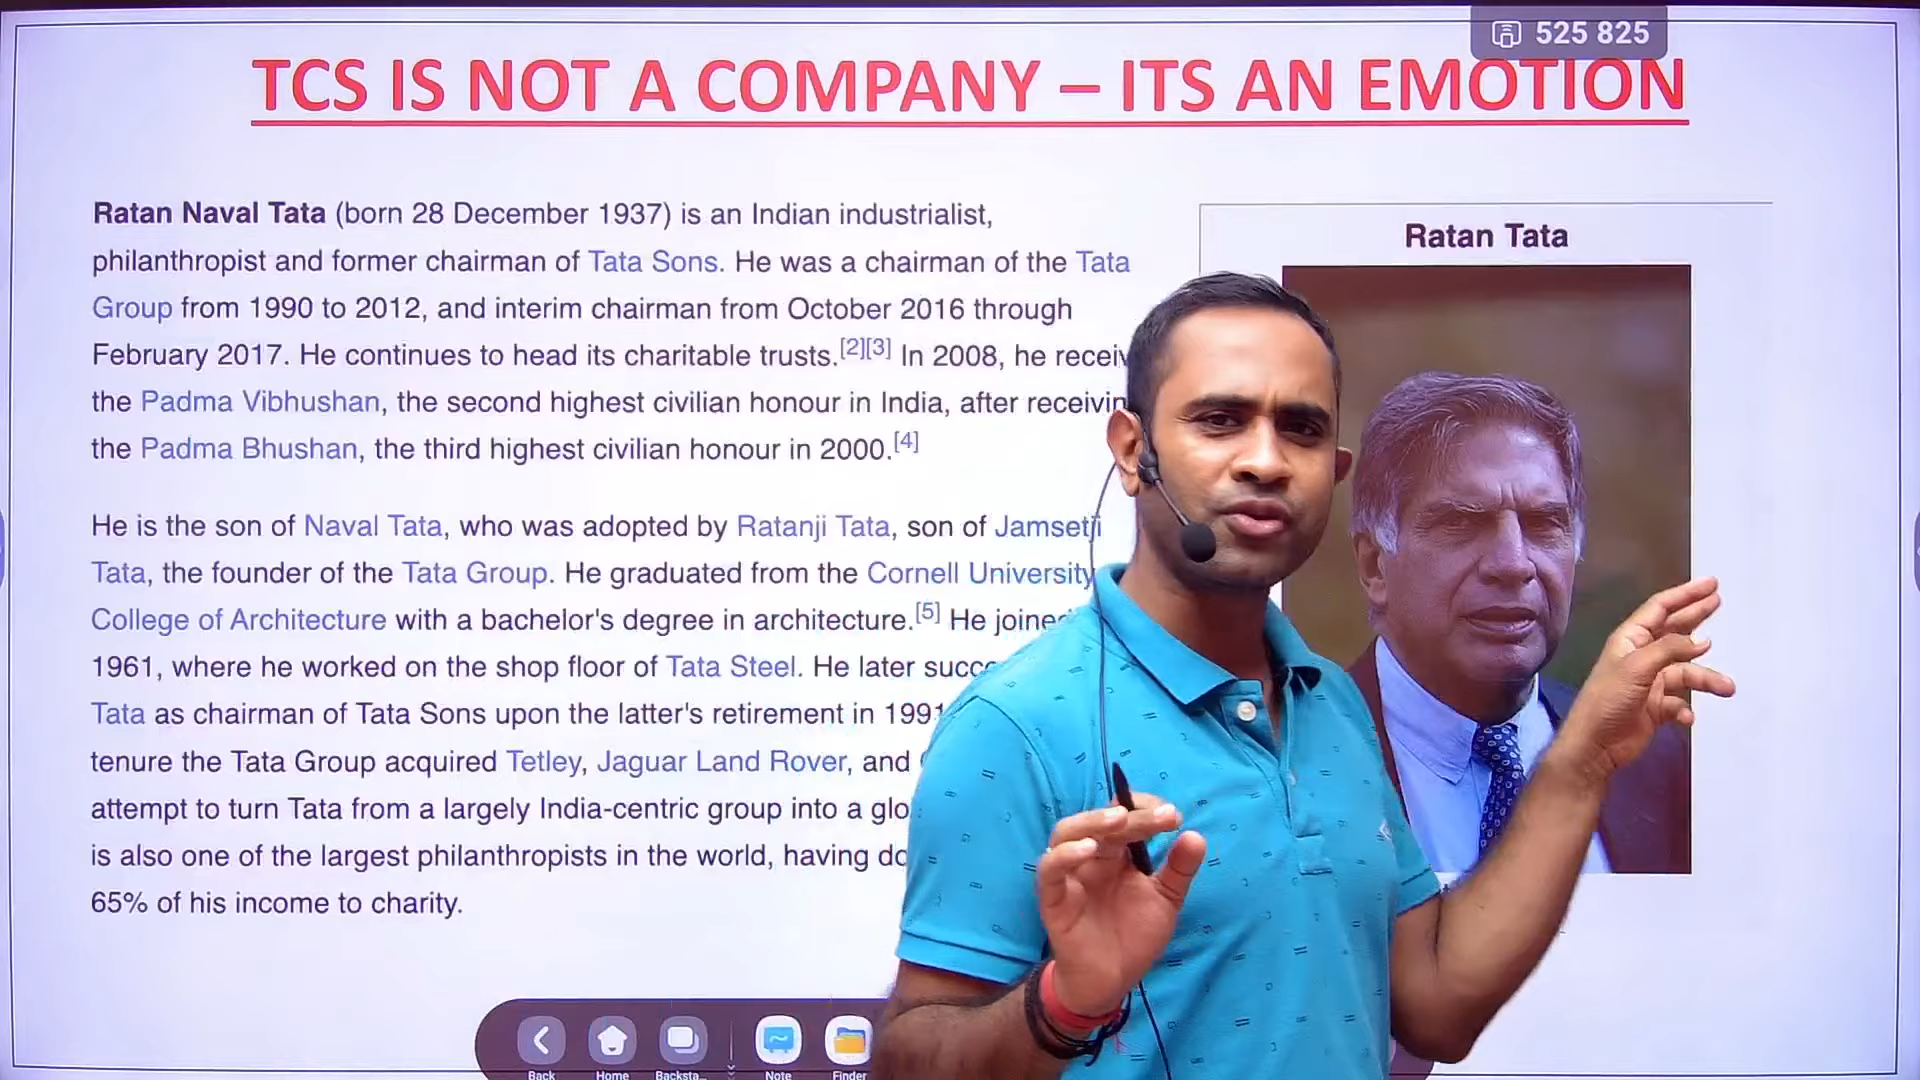 525 825
TCS IS NOT A COMPANY – ITS AN EMOTION
Ratan Naval Tata (born 28 December 1937) is an Indian industrialist,
philanthropist and former chairman of Tata Sons. He was a chairman of the Tata
Group from 1990 to 2012, and interim chairman from October 2016 through
February 2017. He continues to head its charitable trusts.[2][3] In 2008, he
the Padma Vibhushan, the second highest civilian honour in India, after
the Padma Bhushan, the third highest civilian honour in 2000.[4]
He is the son of Naval Tata, who was adopted by Ratanji Tata, son of Jamsetji
Tata, the founder of the Tata Group. He graduated from the Cornell University
College of Architecture with a bachelor's degree in architecture.[5] He
1961, where he worked on the shop floor of Tata Steel. He later
Tata as chairman of Tata Sons upon the latter's retirement in 1991
tenure the Tata Group acquired Tetley, Jaguar Land Rover, and
attempt to turn Tata from a largely India-centric group into a
is also one of the largest philanthropists in the world, having
65% of his income to charity.
Ratan Tata
Back Home Backsta... Note Finder